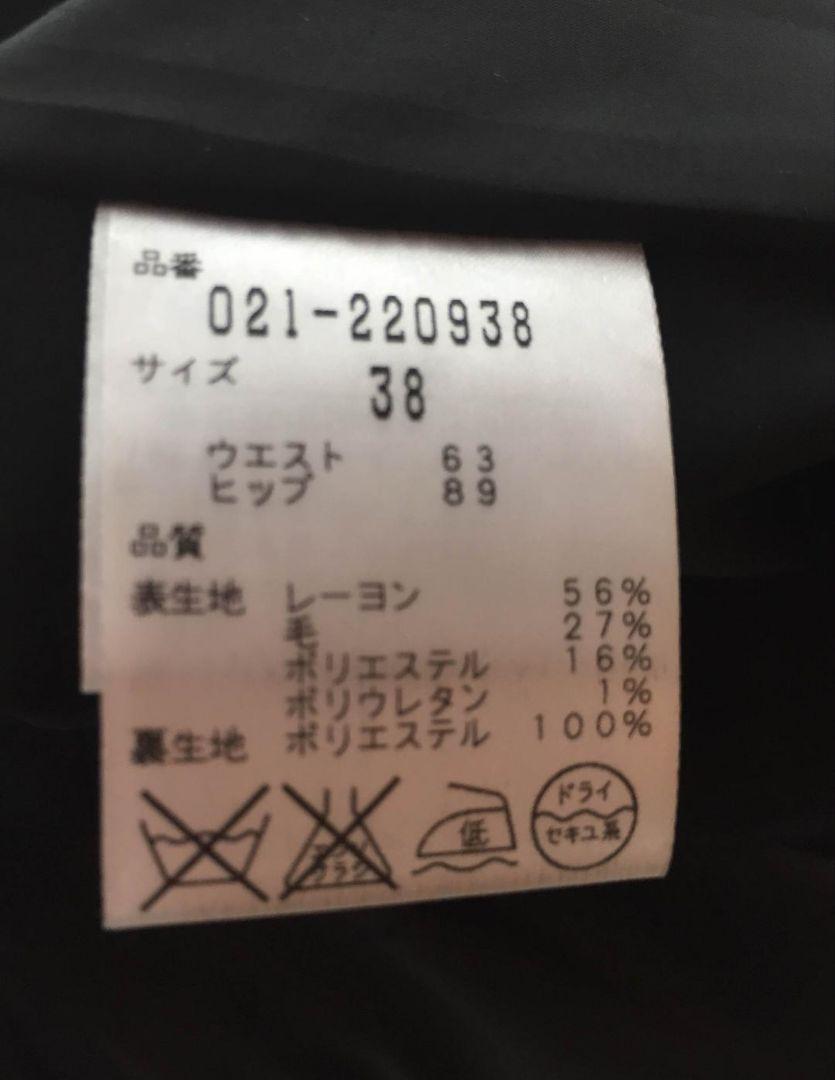 品番
021-220938
サイズ
38
ウエスト 63
ヒップ 89
品質
表生地 レーヨン 56%
毛 27%
ポリエステル 16%
ポリウレタン 1%
裏生地 ポリエステル 100%
低
ドライ
セキユ系